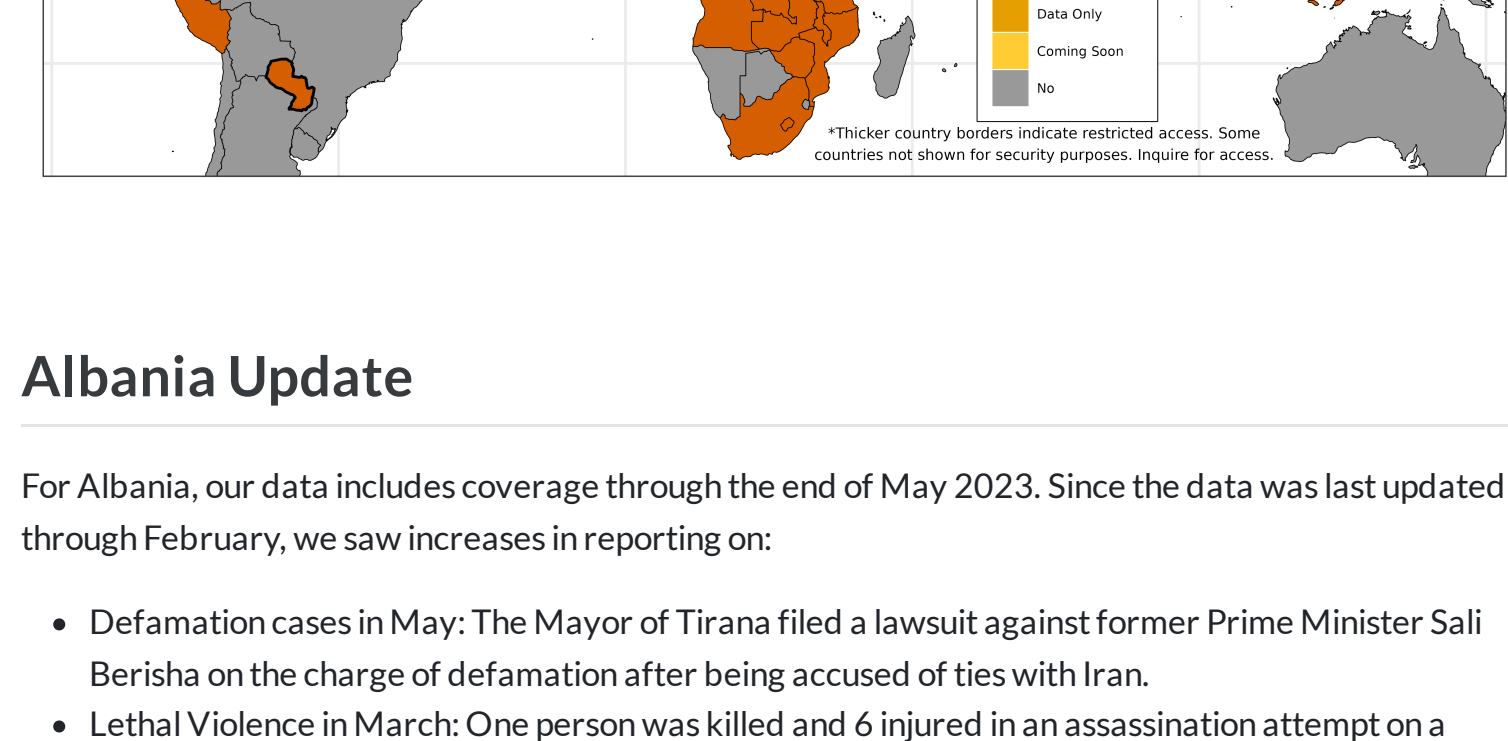 Data Only
Coming Soon
No
*Thicker country borders indicate restricted access. Some
countries not shown for security purposes. Inquire for access.
Albania Update
For Albania, our data includes coverage through the end of May 2023. Since the data was last updated
through February, we saw increases in reporting on:
• Defamation cases in May: The Mayor of Tirana filed a lawsuit against former Prime Minister Sali
Berisha on the charge of defamation after being accused of ties with Iran.
• Lethal Violence in March: One person was killed and 6 injured in an assassination attempt on a